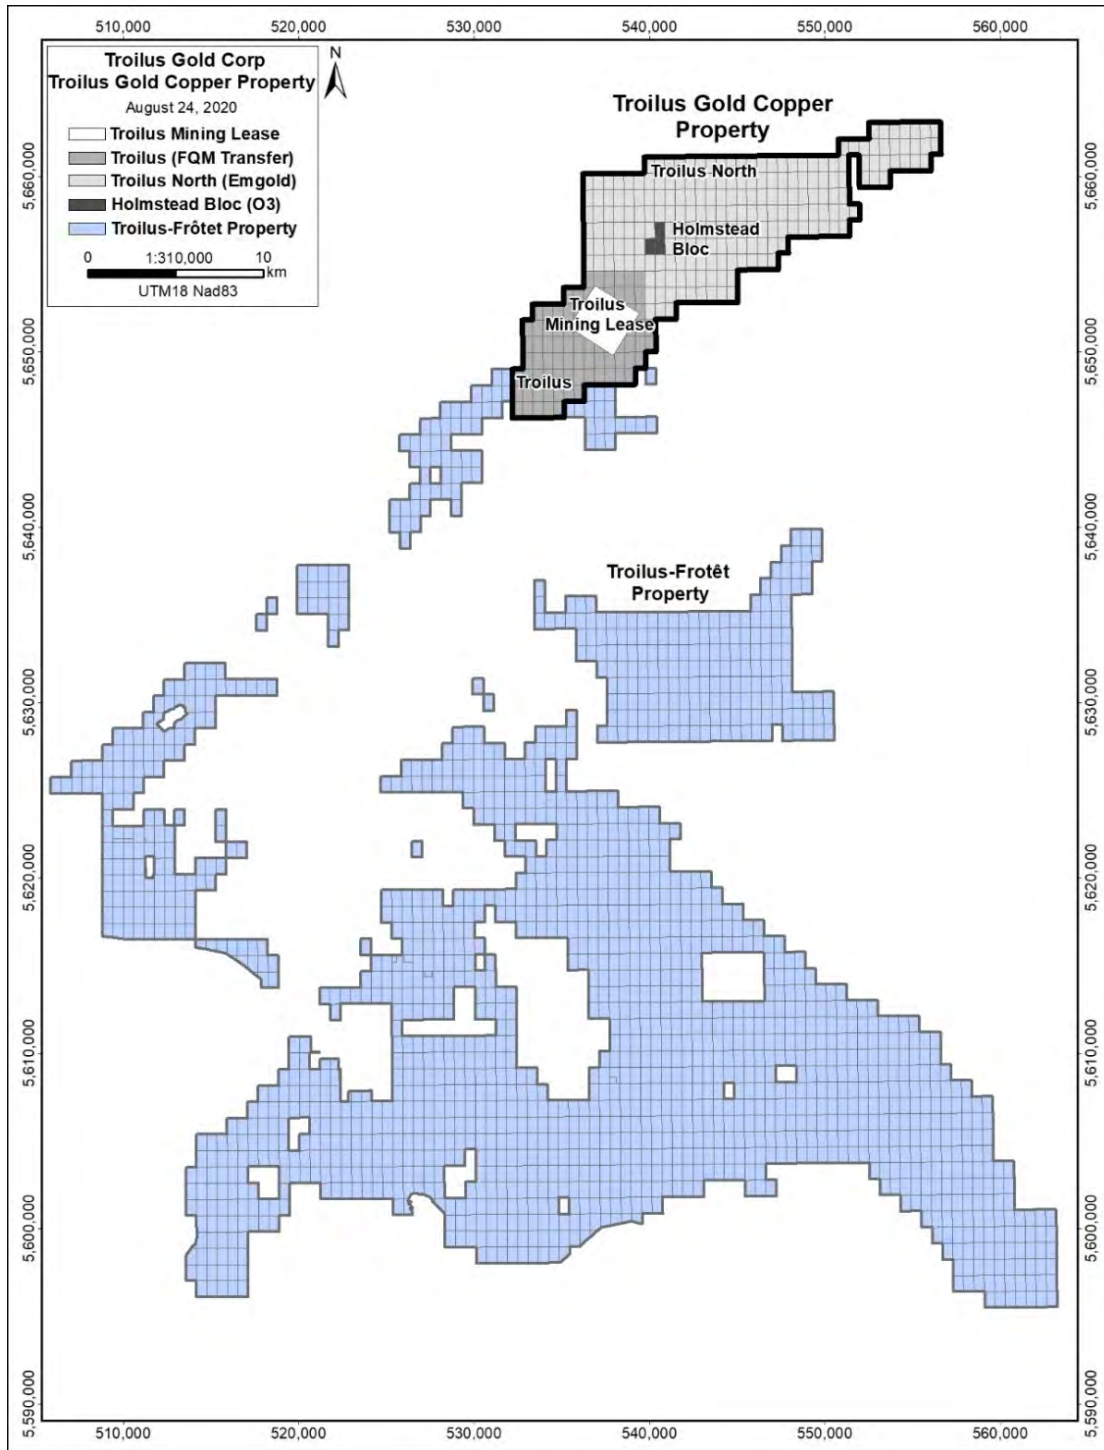 510,000
520,000
530,000
540,000
550,000
560,000
Troilus Gold Corp
Troilus Gold Copper Property
August 24, 2020
Troilus Mining Lease
Troilus (FQM Transfer)
Troilus North (Emgold)
Holmstead Bloc (O3)
Troilus-Frôtet Property
0
1:310,000
10
km
UTM18 Nad83
N
Troilus Gold Copper
Property
Troilus North
Holmstead
Bloc
Troilus
Mining Lease
Troilus
Troilus-Frotêt
Property
5,660,000
5,650,000
5,640,000
5,630,000
5,620,000
5,610,000
5,600,000
5,590,000
5,660,000
5,650,000
5,640,000
5,630,000
5,620,000
5,610,000
5,600,000
5,590,000
510,000
520,000
530,000
540,000
550,000
560,000